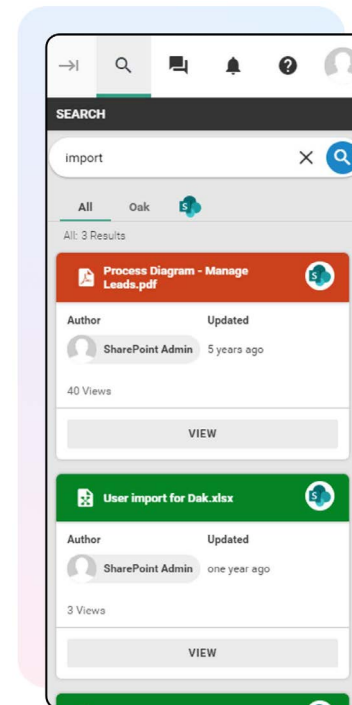 SEARCH
import
All Oak S
All: 3 Results
Process Diagram - Manage
Leads.pdf S
Author Updated
SharePoint Admin 5 years ago
40 Views
VIEW
User import for Dak.xlsx S
Author Updated
SharePoint Admin one year ago
3 Views
VIEW